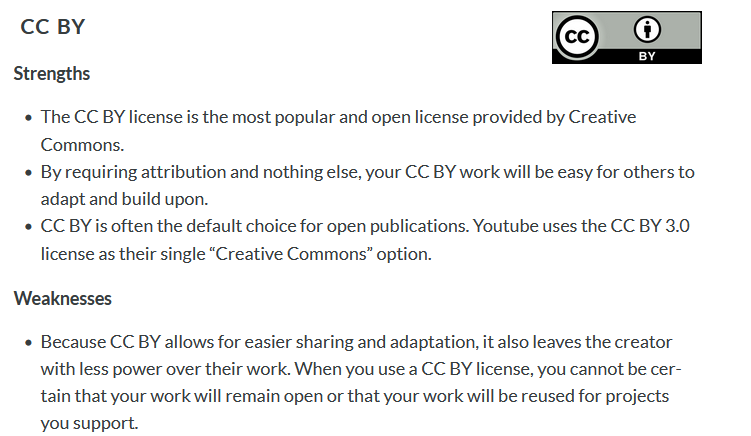 CC BY
CC
BY
Strengths
• The CC BY license is the most popular and open license provided by Creative
Commons.
• By requiring attribution and nothing else, your CC BY work will be easy for others to
adapt and build upon.
• CC BY is often the default choice for open publications. Youtube uses the CC BY 3.0
license as their single “Creative Commons” option.
Weaknesses
• Because CC BY allows for easier sharing and adaptation, it also leaves the creator
with less power over their work. When you use a CC BY license, you cannot be cer-
tain that your work will remain open or that your work will be reused for projects
you support.